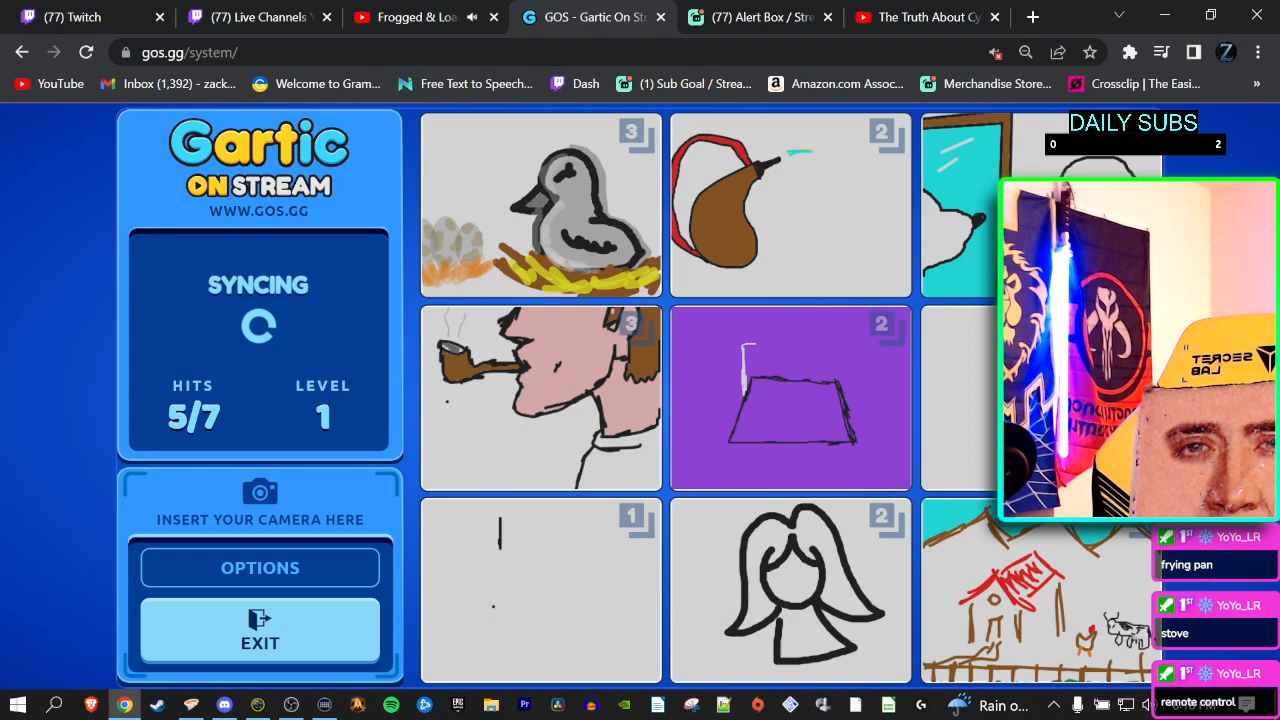 (77) Twitch
(77) Live Channels
Frogged & Loa
GOS - Gartic On Str
(77) Alert Box / Stre
The Truth About Cy
gos.gg/system/
YouTube
Inbox (1,392) - zack...
Welcome to Gram...
Free Text to Speech...
Dash
(1) Sub Goal / Strea...
Amazon.com Assoc...
Merchandise Store...
Crossclip | The Easi...
»
Gartic
ON STREAM
WWW.GOS.GG
SYNCING
HITS LEVEL
5/7 1
INSERT YOUR CAMERA HERE
OPTIONS
EXIT
3
2
3
2
1
2
DAILY SUBS
0 2
SECRET
LAB
1ST YoYo_LR
frying pan
1ST YoYo_LR
stove
1ST YoYo_LR
remote control
Rain o...